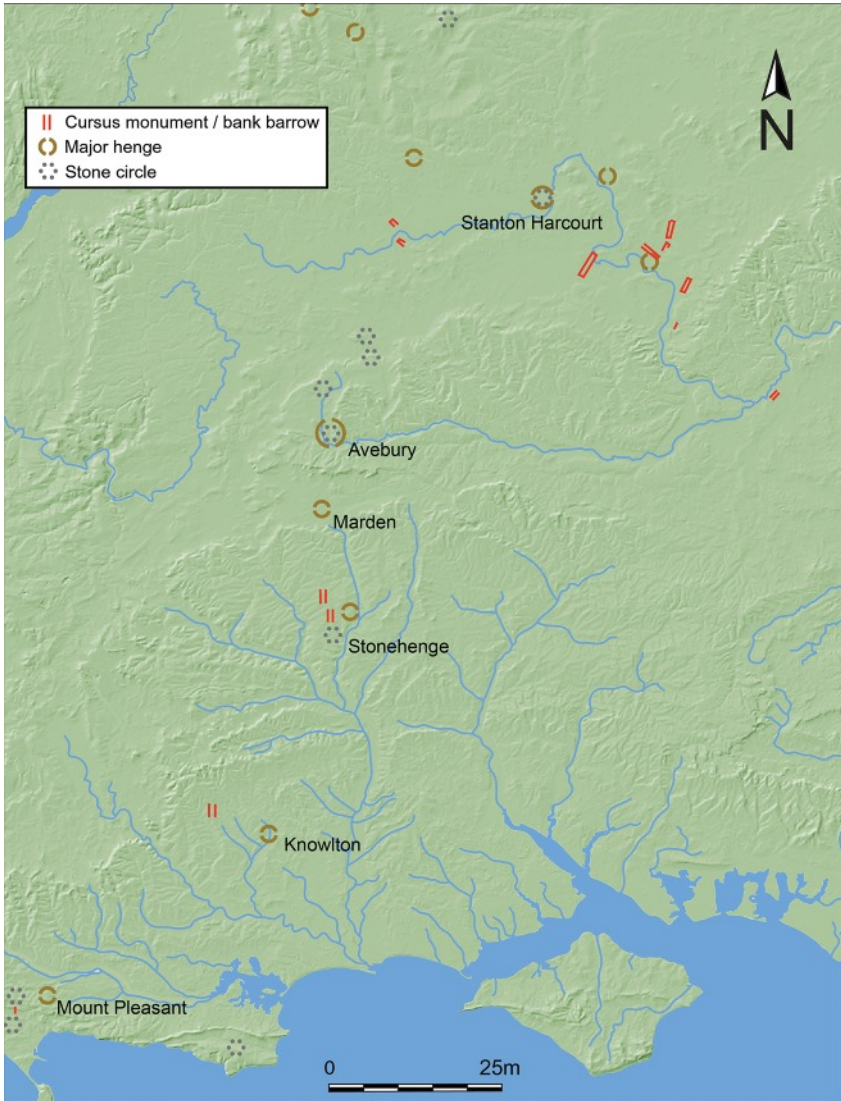 N
Cursus monument / bank barrow
Major henge
Stone circle
Stanton Harcourt
Avebury
Marden
Stonehenge
Knowlton
Mount Pleasant
0 25m